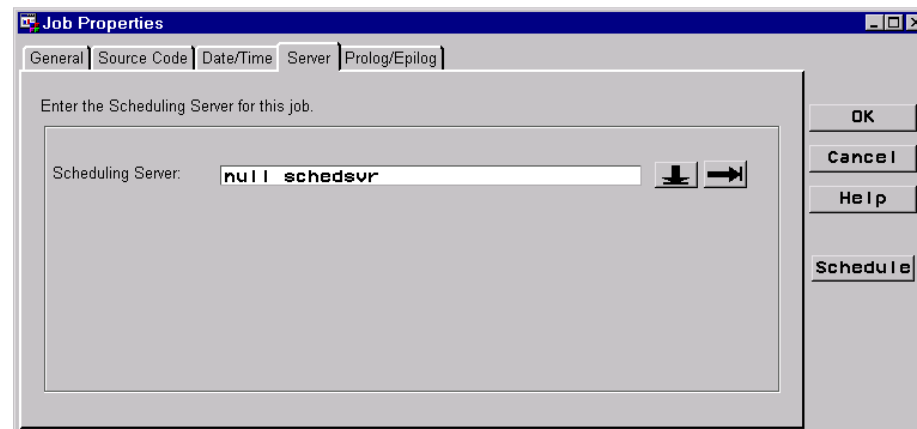 Job Properties
General Source Code Date/Time Server Prolog/Epilog
Enter the Scheduling Server for this job.
Scheduling Server: null schedsvr
OK
Cancel
Help
Schedule